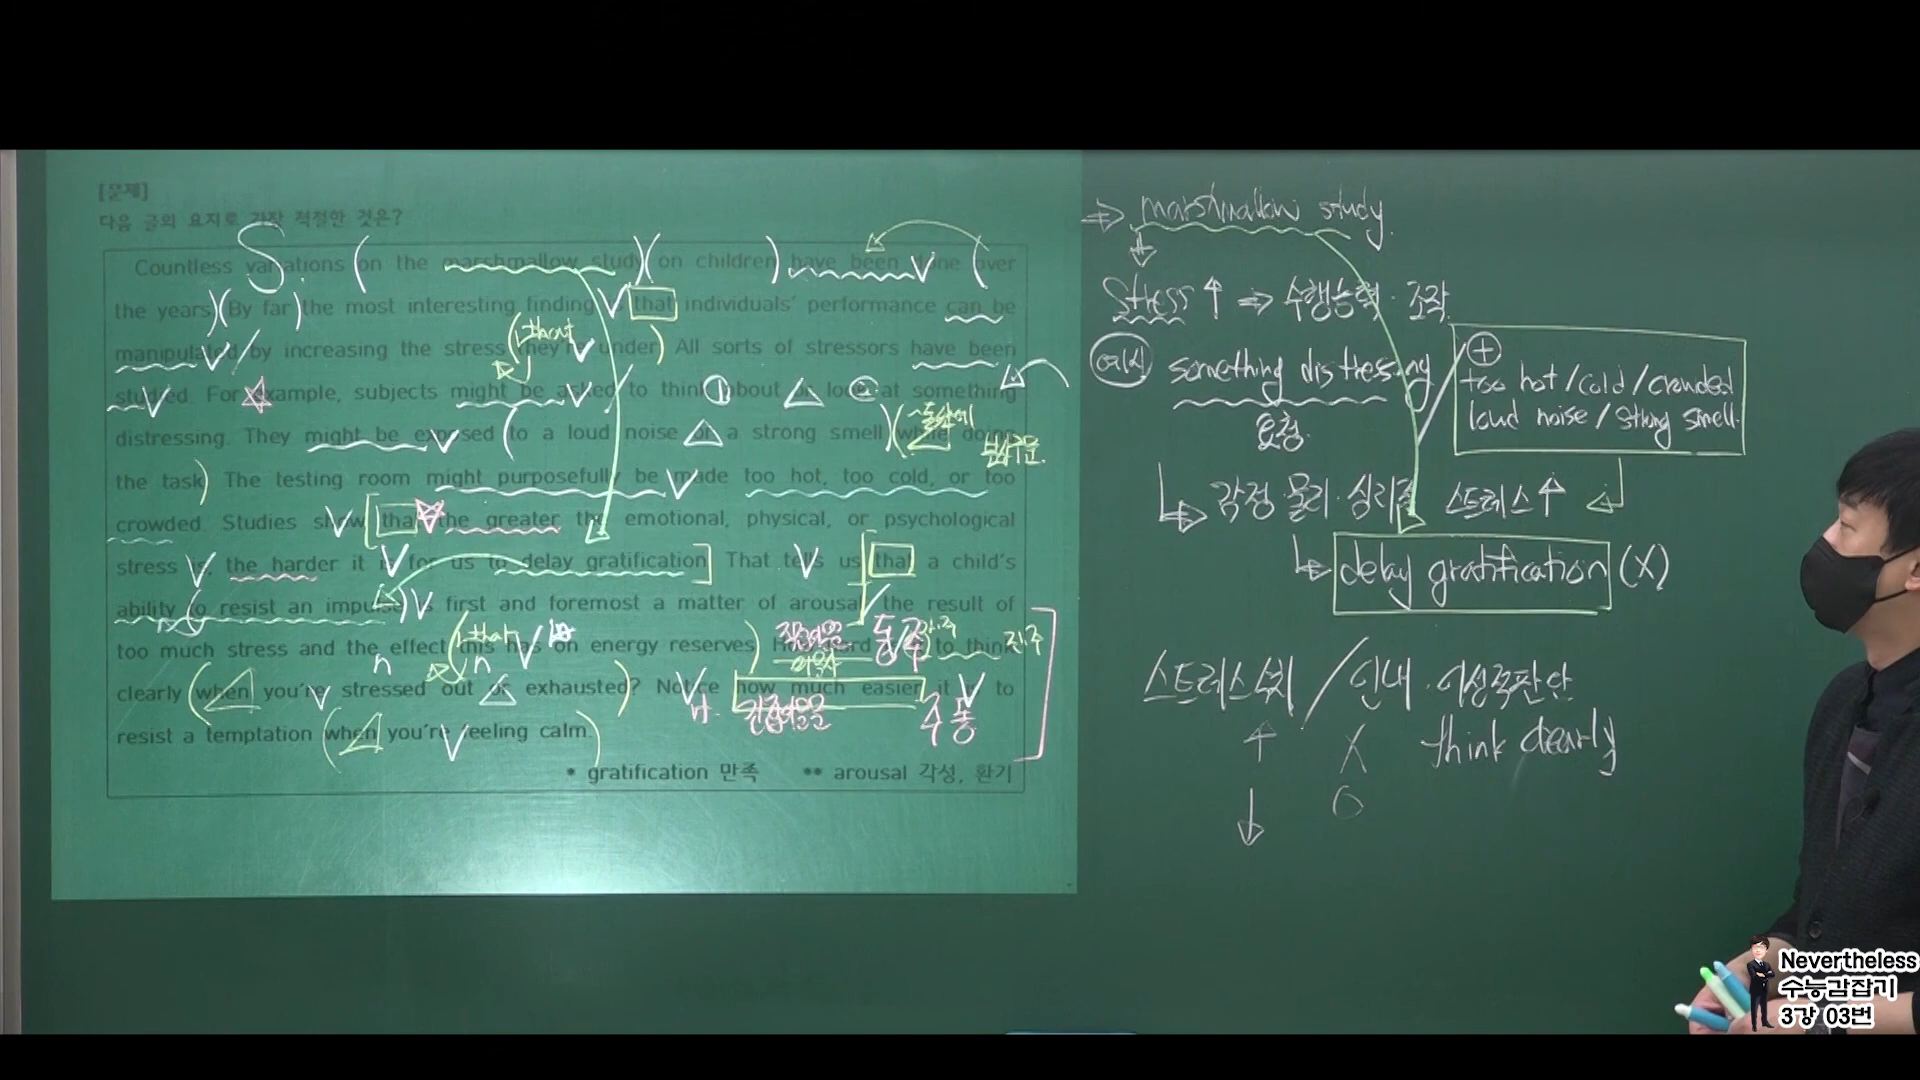 [문제]
다음 글의 요지로 가장 적절한 것은?
S
Countless variations on the marshmallow study on children have been done over
the years. By far the most interesting finding is that individuals' performance can be
manipulated by increasing the stress they're under. All sorts of stressors have been
studied. For example, subjects might be asked to think about or look at something
distressing. They might be exposed to a loud noise or a strong smell while doing
the task. The testing room might purposefully be made too hot, too cold, or too
crowded. Studies show that the greater the emotional, physical, or psychological
stress is, the harder it is for us to delay gratification. That tells us that a child's
ability to resist an impulse is first and foremost a matter of arousal, the result of
too much stress and the effect this has on energy reserves. How hard is it to think
clearly when you're stressed out or exhausted? Notice how much easier it is to
resist a temptation when you're feeling calm.
* gratification 만족 ** arousal 각성, 환기
that
that
n n
가주
진주
주동
⇒ marshmallow study
stress ↑ ⇒ 수행능력 · 조작
예시 something distressing
요청
+
too hot / cold / crowded
loud noise / strong smell.
감정·물리·심리적 스트레스↑
delay gratification (X)
스트레스수치 / 인내 · 이성적판단
↑ X think clearly
↓ O
Nevertheless
수능감잡기
3강 03번